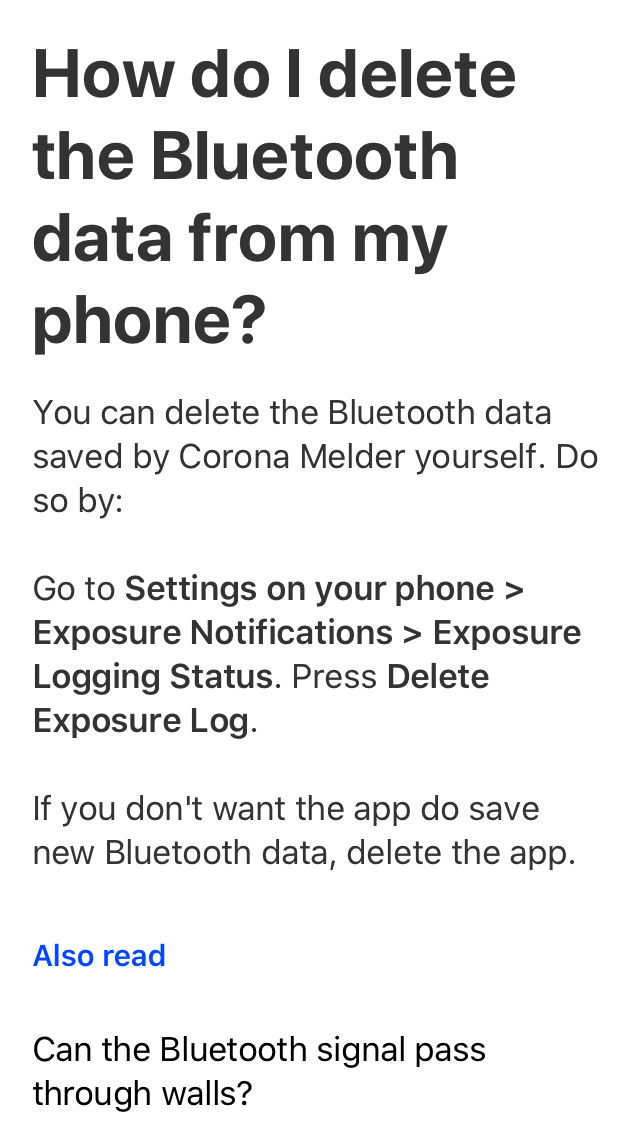 How do I delete
the Bluetooth
data from my
phone?
You can delete the Bluetooth data
saved by Corona Melder yourself. Do
so by:
Go to Settings on your phone >
Exposure Notifications > Exposure
Logging Status. Press Delete
Exposure Log.
If you don't want the app do save
new Bluetooth data, delete the app.
Also read
Can the Bluetooth signal pass
through walls?